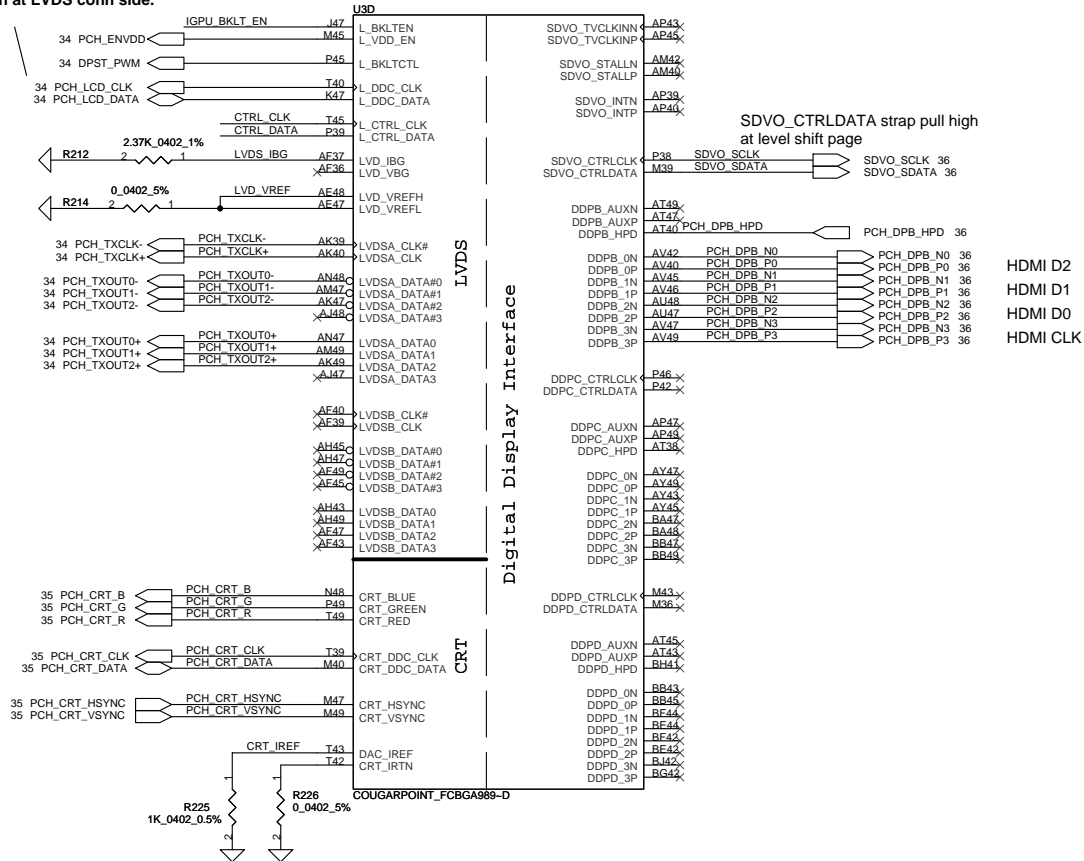 n at LVDS conn side.
U3D
IGPU_BKLT_EN J47 L_BKLTEN
34 PCH_ENVDD M45 L_VDD_EN
34 DPST_PWM P45 L_BKLTCTL
34 PCH_LCD_CLK T40 L_DDC_CLK
34 PCH_LCD_DATA K47 L_DDC_DATA
CTRL_CLK T45 L_CTRL_CLK
CTRL_DATA P39 L_CTRL_DATA
2.37K_0402_1%
R212 2 1 LVDS_IBG AF37 LVD_IBG
AF36 LVD_VBG
0_0402_5% LVD_VREF AE48 LVD_VREFH
R214 2 1 AE47 LVD_VREFL
34 PCH_TXCLK- PCH_TXCLK- AK39 LVDSA_CLK#
34 PCH_TXCLK+ PCH_TXCLK+ AK40 LVDSA_CLK
34 PCH_TXOUT0- PCH_TXOUT0- AN48 LVDSA_DATA#0
34 PCH_TXOUT1- PCH_TXOUT1- AM47 LVDSA_DATA#1
34 PCH_TXOUT2- PCH_TXOUT2- AK47 LVDSA_DATA#2
AJ48 LVDSA_DATA#3
34 PCH_TXOUT0+ PCH_TXOUT0+ AN47 LVDSA_DATA0
34 PCH_TXOUT1+ PCH_TXOUT1+ AM49 LVDSA_DATA1
34 PCH_TXOUT2+ PCH_TXOUT2+ AK49 LVDSA_DATA2
AJ47 LVDSA_DATA3
AF40 LVDSB_CLK#
AF39 LVDSB_CLK
AH45 LVDSB_DATA#0
AH47 LVDSB_DATA#1
AF49 LVDSB_DATA#2
AF45 LVDSB_DATA#3
AH43 LVDSB_DATA0
AH49 LVDSB_DATA1
AF47 LVDSB_DATA2
AF43 LVDSB_DATA3
35 PCH_CRT_B PCH_CRT_B N48 CRT_BLUE
35 PCH_CRT_G PCH_CRT_G P49 CRT_GREEN
35 PCH_CRT_R PCH_CRT_R T49 CRT_RED
35 PCH_CRT_CLK PCH_CRT_CLK T39 CRT_DDC_CLK
35 PCH_CRT_DATA PCH_CRT_DATA M40 CRT_DDC_DATA
35 PCH_CRT_HSYNC PCH_CRT_HSYNC M47 CRT_HSYNC
35 PCH_CRT_VSYNC PCH_CRT_VSYNC M49 CRT_VSYNC
CRT_IREF T43 DAC_IREF
T42 CRT_IRTN
1 1
R225
1K_0402_0.5%
R226
0_0402_5%
2 2
LVDS
CRT
Digital Display Interface
COUGARPOINT_FCBGA989~D
SDVO_TVCLKINN AP43
SDVO_TVCLKINP AP45
SDVO_STALLN AM42
SDVO_STALLP AM40
SDVO_INTN AP39
SDVO_INTP AP40
SDVO_CTRLDATA strap pull high
at level shift page
SDVO_CTRLCLK P38 SDVO_SCLK SDVO_SCLK 36
SDVO_CTRLDATA M39 SDVO_SDATA SDVO_SDATA 36
DDPB_AUXN AT49
DDPB_AUXP AT47
DDPB_HPD AT40 PCH_DPB_HPD PCH_DPB_HPD 36
DDPB_0N AV42 PCH_DPB_N0 PCH_DPB_N0 36
DDPB_0P AV40 PCH_DPB_P0 PCH_DPB_P0 36 HDMI D2
DDPB_1N AV45 PCH_DPB_N1 PCH_DPB_N1 36
DDPB_1P AV46 PCH_DPB_P1 PCH_DPB_P1 36 HDMI D1
DDPB_2N AU48 PCH_DPB_N2 PCH_DPB_N2 36
DDPB_2P AU47 PCH_DPB_P2 PCH_DPB_P2 36 HDMI D0
DDPB_3N AV47 PCH_DPB_N3 PCH_DPB_N3 36
DDPB_3P AV49 PCH_DPB_P3 PCH_DPB_P3 36 HDMI CLK
DDPC_CTRLCLK P46
DDPC_CTRLDATA P42
DDPC_AUXN AP47
DDPC_AUXP AP49
DDPC_HPD AT38
DDPC_0N AY47
DDPC_0P AY49
DDPC_1N AY43
DDPC_1P AY45
DDPC_2N BA47
DDPC_2P BA48
DDPC_3N BB47
DDPC_3P BB49
DDPD_CTRLCLK M43
DDPD_CTRLDATA M36
DDPD_AUXN AT45
DDPD_AUXP AT43
DDPD_HPD BH41
DDPD_0N BB43
DDPD_0P BB45
DDPD_1N BF44
DDPD_1P BE44
DDPD_2N BF42
DDPD_2P BE42
DDPD_3N BJ42
DDPD_3P BG42